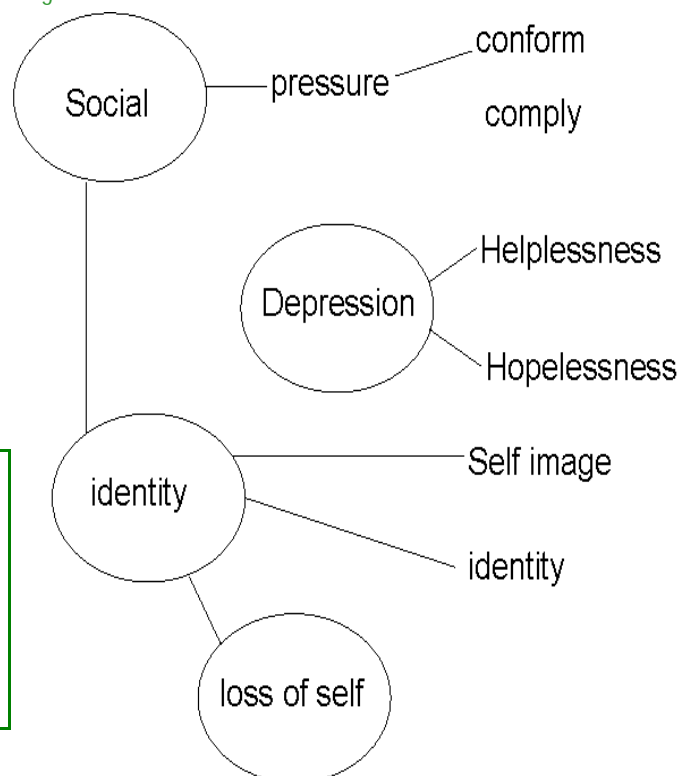 conform
Social
pressure
comply
Helplessness
Depression
Hopelessness
Self image
identity
identity
loss of self